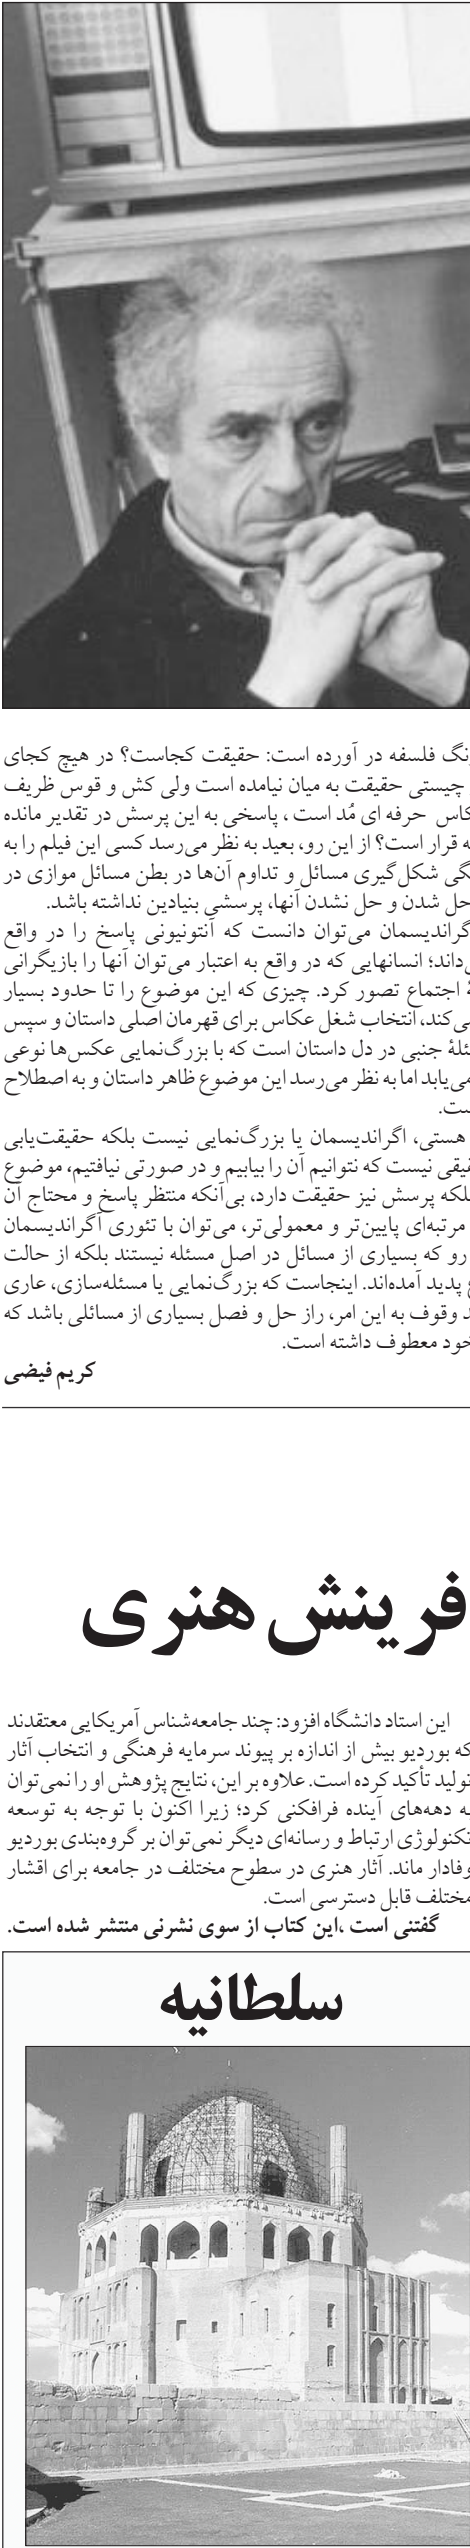 فلسفه در آورده است: حقیقت کجاست؟ در هیچ کجای
چیستی حقیقت به میان نیامده است ولی کش و قوس ظریف
حرفه ای مُد است ، پاسخی به این پرسش در تقدیر مانده
قرار است؟ از این رو، بعید به نظر می‌رسد کسی این فیلم را به
شکل‌گیری مسائل و تداوم آن‌ها در بطن مسائل موازی در
حل شدن و حل نشدن آنها، پرسشی بنیادین نداشته باشد.
گراندیسمان می‌توان دانست که آنتونیونی پاسخ را در واقع
داند؛ انسانهایی که در واقع به اعتبار می‌توان آنها را بازیگرانی
اجتماع تصور کرد. چیزی که این موضوع را تا حدود بسیار
کند، انتخاب شغل عکاس برای قهرمان اصلی داستان و سپس
جنبی در دل داستان است که با بزرگ‌نمایی عکس‌ها نوعی
می‌یابد اما به نظر می‌رسد این موضوع ظاهر داستان و به اصطلاح
ست.
هستی، اگراندیسمان یا بزرگ‌نمایی نیست بلکه حقیقت‌یابی
نیست که نتوانیم آن را بیابیم و در صورتی نیافتیم، موضوع
بلکه پرسش نیز حقیقت دارد، بی‌آنکه منتظر پاسخ و محتاج آن
مرتبه‌ای پایین‌تر و معمولی‌تر، می‌توان با تئوری آگراندیسمان
رو که بسیاری از مسائل در اصل مسئله نیستند بلکه از حالت
پدید آمده‌اند. اینجاست که بزرگ‌نمایی یا مسئله‌سازی، عاری
وقوف به این امر، راز حل و فصل بسیاری از مسائلی باشد که
خود معطوف داشته است.
کریم فیضی
فرینش هنری
این استاد دانشگاه افزود: چند جامعه‌شناس آمریکایی معتقدند
که بوردیو بیش از اندازه بر پیوند سرمایه فرهنگی و انتخاب آثار
تولید تأکید کرده است. علاوه بر این، نتایج پژوهش او را نمی‌توان
به دهه‌های آینده فرافکنی کرد؛ زیرا اکنون با توجه به توسعه
تکنولوژی ارتباط و رسانه‌ای دیگر نمی‌توان بر گروه‌بندی بوردیو
وفادار ماند. آثار هنری در سطوح مختلف در جامعه برای اقشار
مختلف قابل دسترسی است.
گفتنی است ،این کتاب از سوی نشرنی منتشر شده است.
سلطانیه